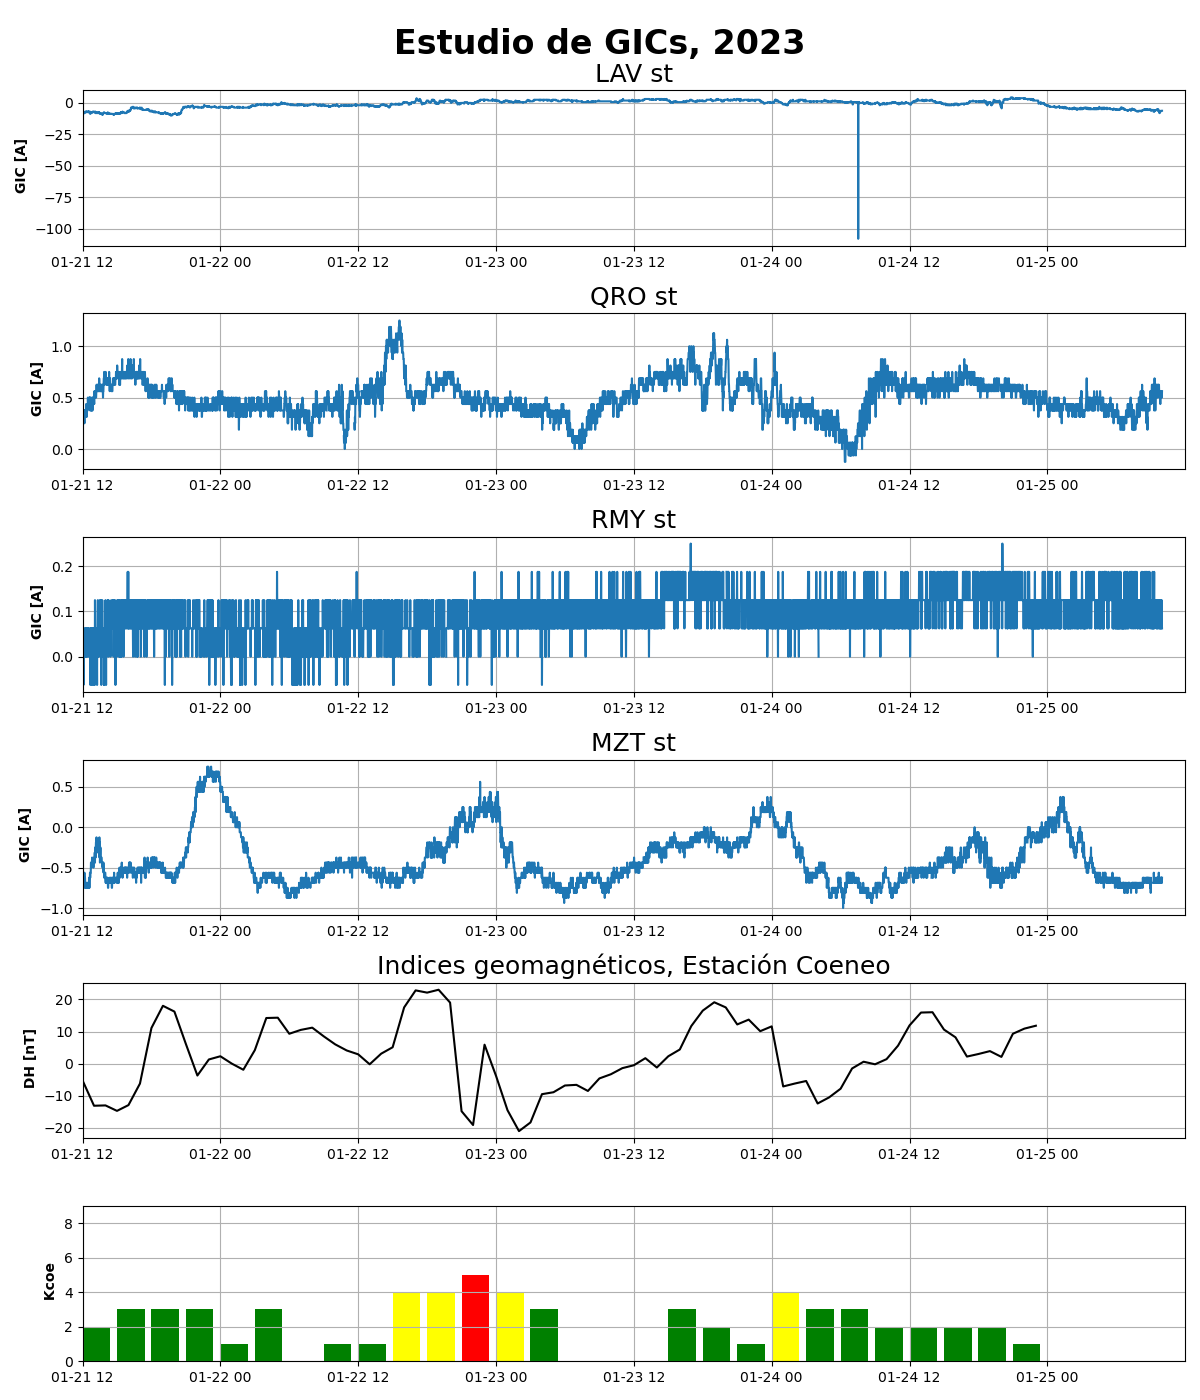 Estudio de GICs, 2023
LAV st
GIC [A]
0
−25
−50
−75
−100
01-21 12 01-22 00 01-22 12 01-23 00 01-23 12 01-24 00 01-24 12 01-25 00
QRO st
GIC [A]
1.0
0.5
0.0
01-21 12 01-22 00 01-22 12 01-23 00 01-23 12 01-24 00 01-24 12 01-25 00
RMY st
GIC [A]
0.2
0.1
0.0
01-21 12 01-22 00 01-22 12 01-23 00 01-23 12 01-24 00 01-24 12 01-25 00
MZT st
GIC [A]
0.5
0.0
−0.5
−1.0
01-21 12 01-22 00 01-22 12 01-23 00 01-23 12 01-24 00 01-24 12 01-25 00
Indices geomagnéticos, Estación Coeneo
DH [nT]
20
10
0
−10
−20
01-21 12 01-22 00 01-22 12 01-23 00 01-23 12 01-24 00 01-24 12 01-25 00
Kcoe
8
6
4
2
0
01-21 12 01-22 00 01-22 12 01-23 00 01-23 12 01-24 00 01-24 12 01-25 00